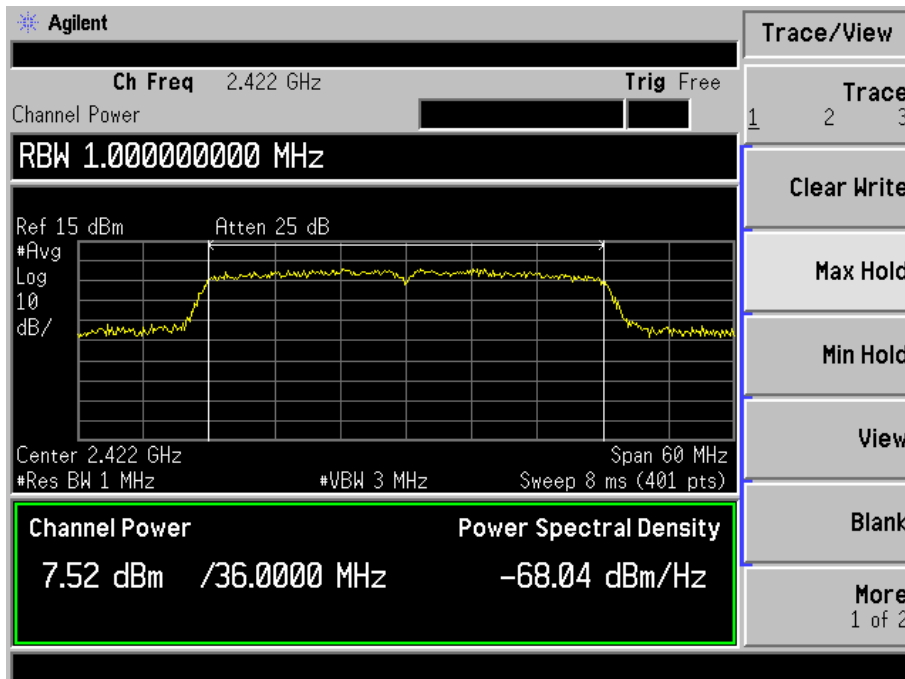 Agilent
Trace/View
Ch Freq 2.422 GHz Trig Free
Channel Power
Trace
1 2 3
RBW 1.000000000 MHz
Clear Write
Ref 15 dBm Atten 25 dB
#Avg
Log
10
dB/
Max Hold
Min Hold
View
Center 2.422 GHz Span 60 MHz
#Res BW 1 MHz #VBW 3 MHz Sweep 8 ms (401 pts)
Channel Power Power Spectral Density
Blank
7.52 dBm /36.0000 MHz -68.04 dBm/Hz
More
1 of 2